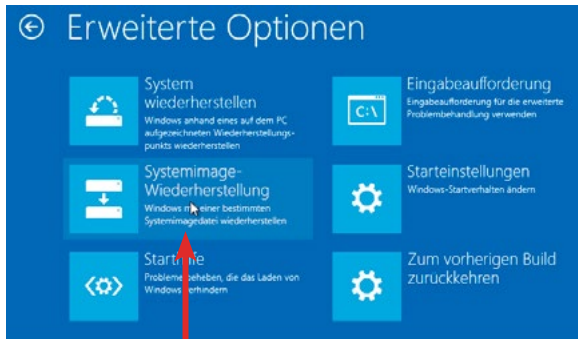 Erweiterte Optionen
System
wiederherstellen
Windows anhand eines auf dem PC
aufgezeichneten Wiederherstellungs-
punkts wiederherstellen
Systemimage-
Wiederherstellung
Windows einer bestimmten
Systemimagedatei wiederherstellen
Probleme beheben, die das Laden von
Windows verhindern
Eingabeaufforderung
Eingabeaufforderung für die erweiterte
Problembehandlung verwenden
C:\
Starteinstellungen
Windows-Startverhalten ändern
Zum vorherigen Build
zurückkehren